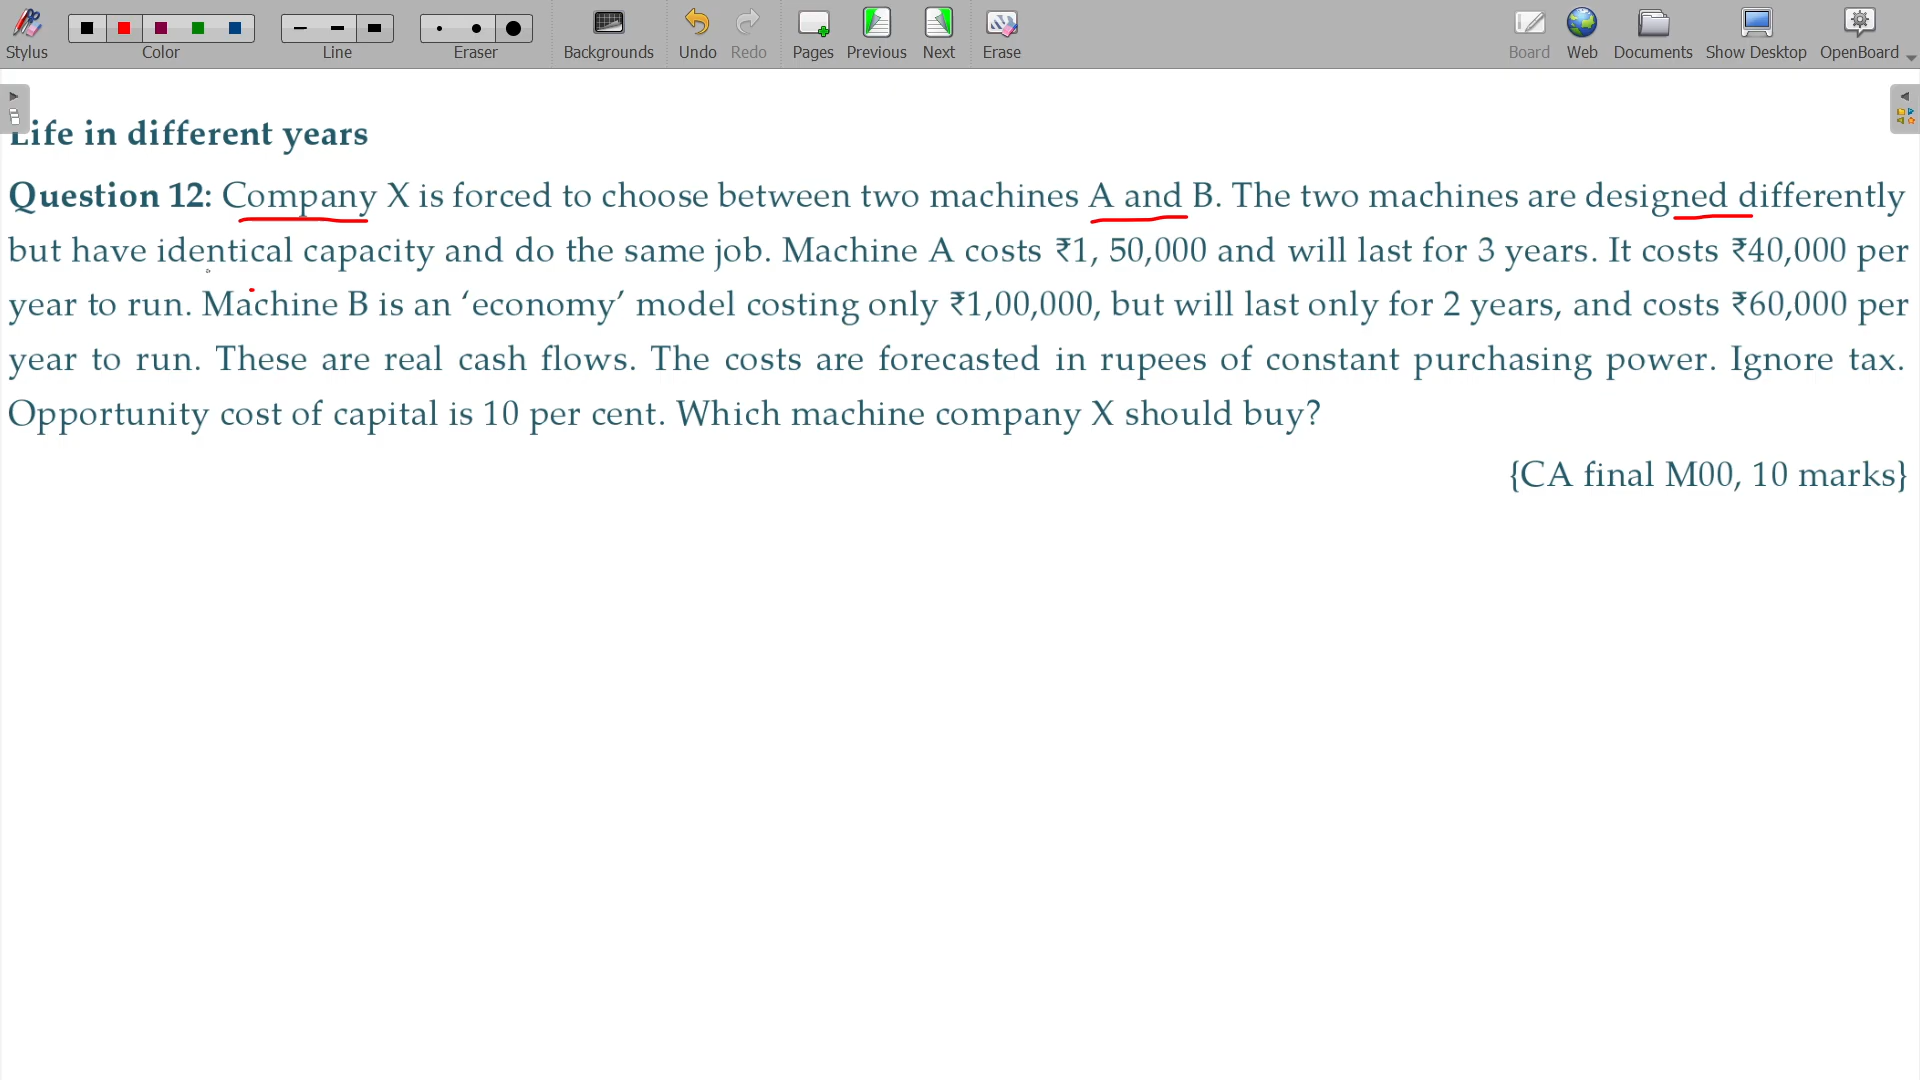 Stylus Color Line Eraser Backgrounds Undo Redo Pages Previous Next Erase Board Web Documents Show Desktop OpenBoard
Life in different years
Question 12: Company X is forced to choose between two machines A and B. The two machines are designed differently
but have identical capacity and do the same job. Machine A costs ₹1, 50,000 and will last for 3 years. It costs ₹40,000 per
year to run. Machine B is an ‘economy’ model costing only ₹1,00,000, but will last only for 2 years, and costs ₹60,000 per
year to run. These are real cash flows. The costs are forecasted in rupees of constant purchasing power. Ignore tax.
Opportunity cost of capital is 10 per cent. Which machine company X should buy?
{CA final M00, 10 marks}